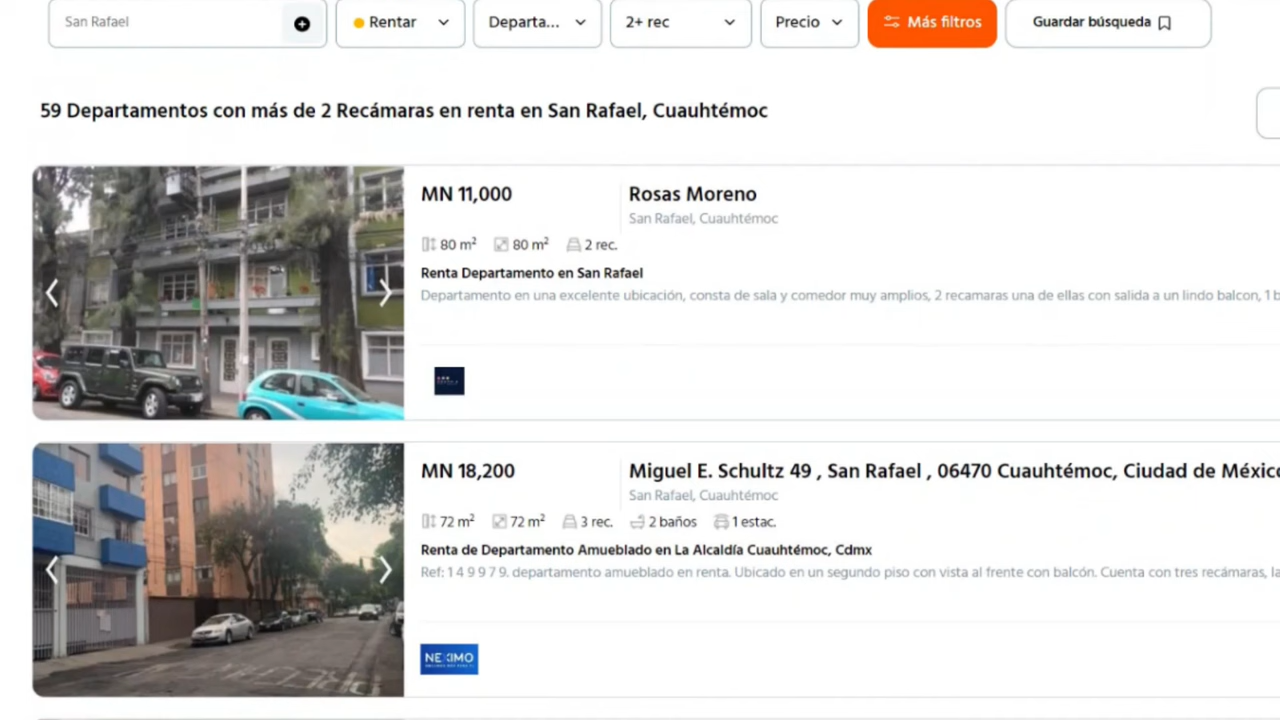 San Rafael
Rentar
Departa...
2+ rec
Precio
Más filtros
Guardar búsqueda
59 Departamentos con más de 2 Recámaras en renta en San Rafael, Cuauhtémoc
MN 11,000
Rosas Moreno
San Rafael, Cuauhtémoc
80 m² 80 m² 2 rec.
Renta Departamento en San Rafael
Departamento en una excelente ubicación, consta de sala y comedor muy amplios, 2 recamaras una de ellas con salida a un lindo balcon, 1 b
MN 18,200
Miguel E. Schultz 49 , San Rafael , 06470 Cuauhtémoc, Ciudad de México
San Rafael, Cuauhtémoc
72 m² 72 m² 3 rec. 2 baños 1 estac.
Renta de Departamento Amueblado en La Alcaldía Cuauhtémoc, Cdmx
Ref: 1 4 9 9 7 9. departamento amueblado en renta. Ubicado en un segundo piso con vista al frente con balcón. Cuenta con tres recámaras, la